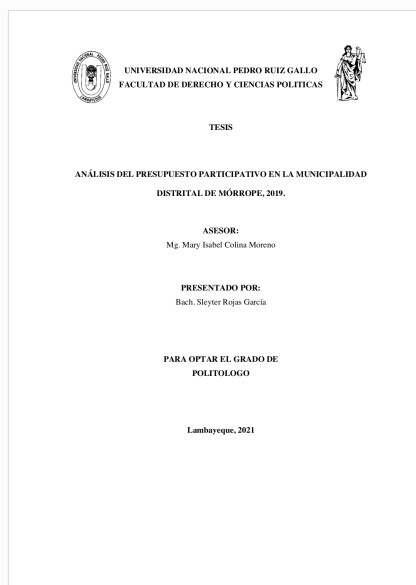 UNIVERSIDAD NACIONAL PEDRO RUIZ GALLO
FACULTAD DE DERECHO Y CIENCIAS POLITICAS
TESIS
ANÁLISIS DEL PRESUPUESTO PARTICIPATIVO EN LA MUNICIPALIDAD
DISTRITAL DE MÓRROPE, 2019.
ASESOR:
Mg. Mary Isabel Colina Moreno
PRESENTADO POR:
Bach. Sleyter Rojas García
PARA OPTAR EL GRADO DE
POLITOLOGO
Lambayeque, 2021